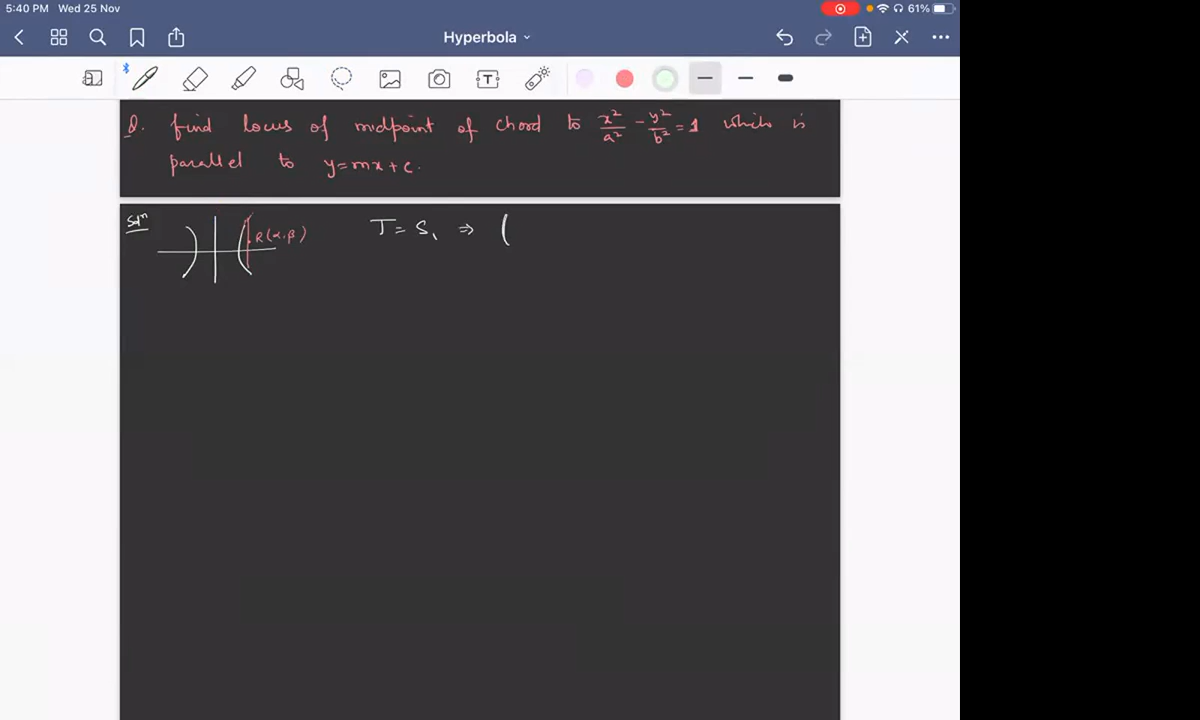 5:40 PM Wed 25 Nov
61%
Hyperbola
T
Q. find locus of midpoint of chord to x²/a² - y²/b² = 1 which is
parallel to y=mx+c.
Solⁿ
R(α,β)
T = S₁ ⇒ (